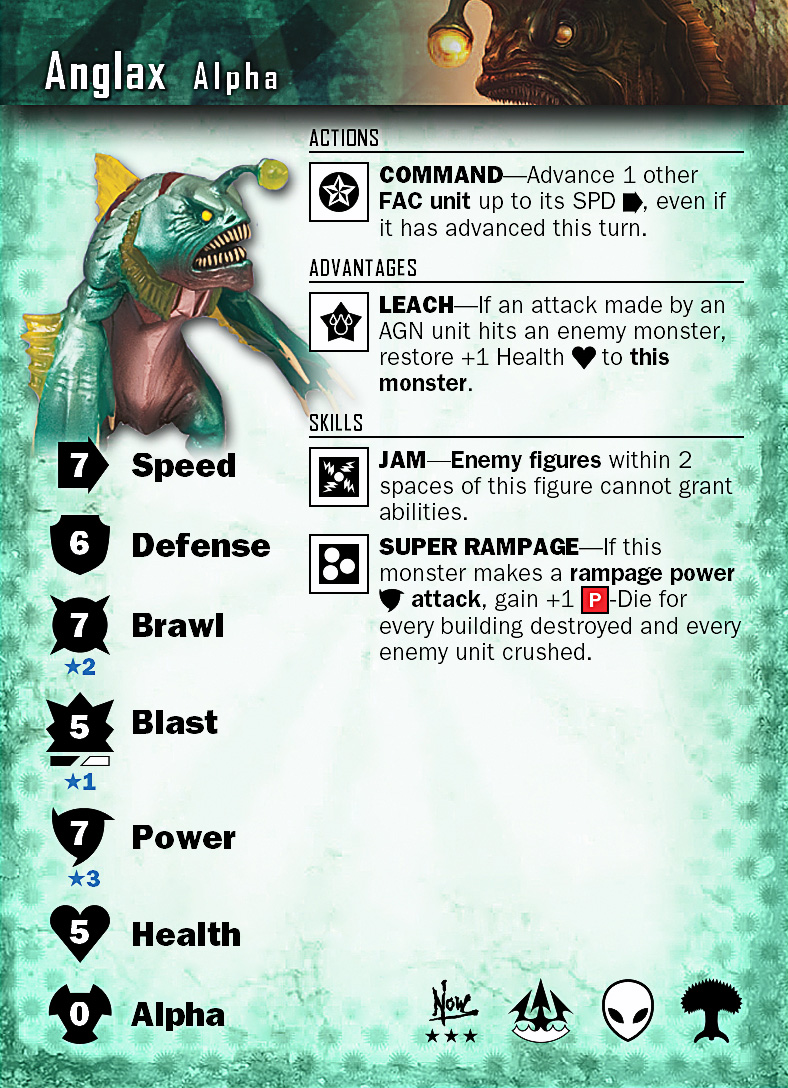 Anglax Alpha
ACTIONS
COMMAND—Advance 1 other
FAC unit up to its SPD , even if
it has advanced this turn.
ADVANTAGES
LEACH—If an attack made by an
AGN unit hits an enemy monster,
restore +1 Health to this
monster.
SKILLS
JAM—Enemy figures within 2
spaces of this figure cannot grant
abilities.
SUPER RAMPAGE—If this
monster makes a rampage power
attack, gain +1 P-Die for
every building destroyed and every
enemy unit crushed.
7 Speed
6 Defense
7 Brawl
★2
5 Blast
★1
7 Power
★3
5 Health
0 Alpha
Now
★★★